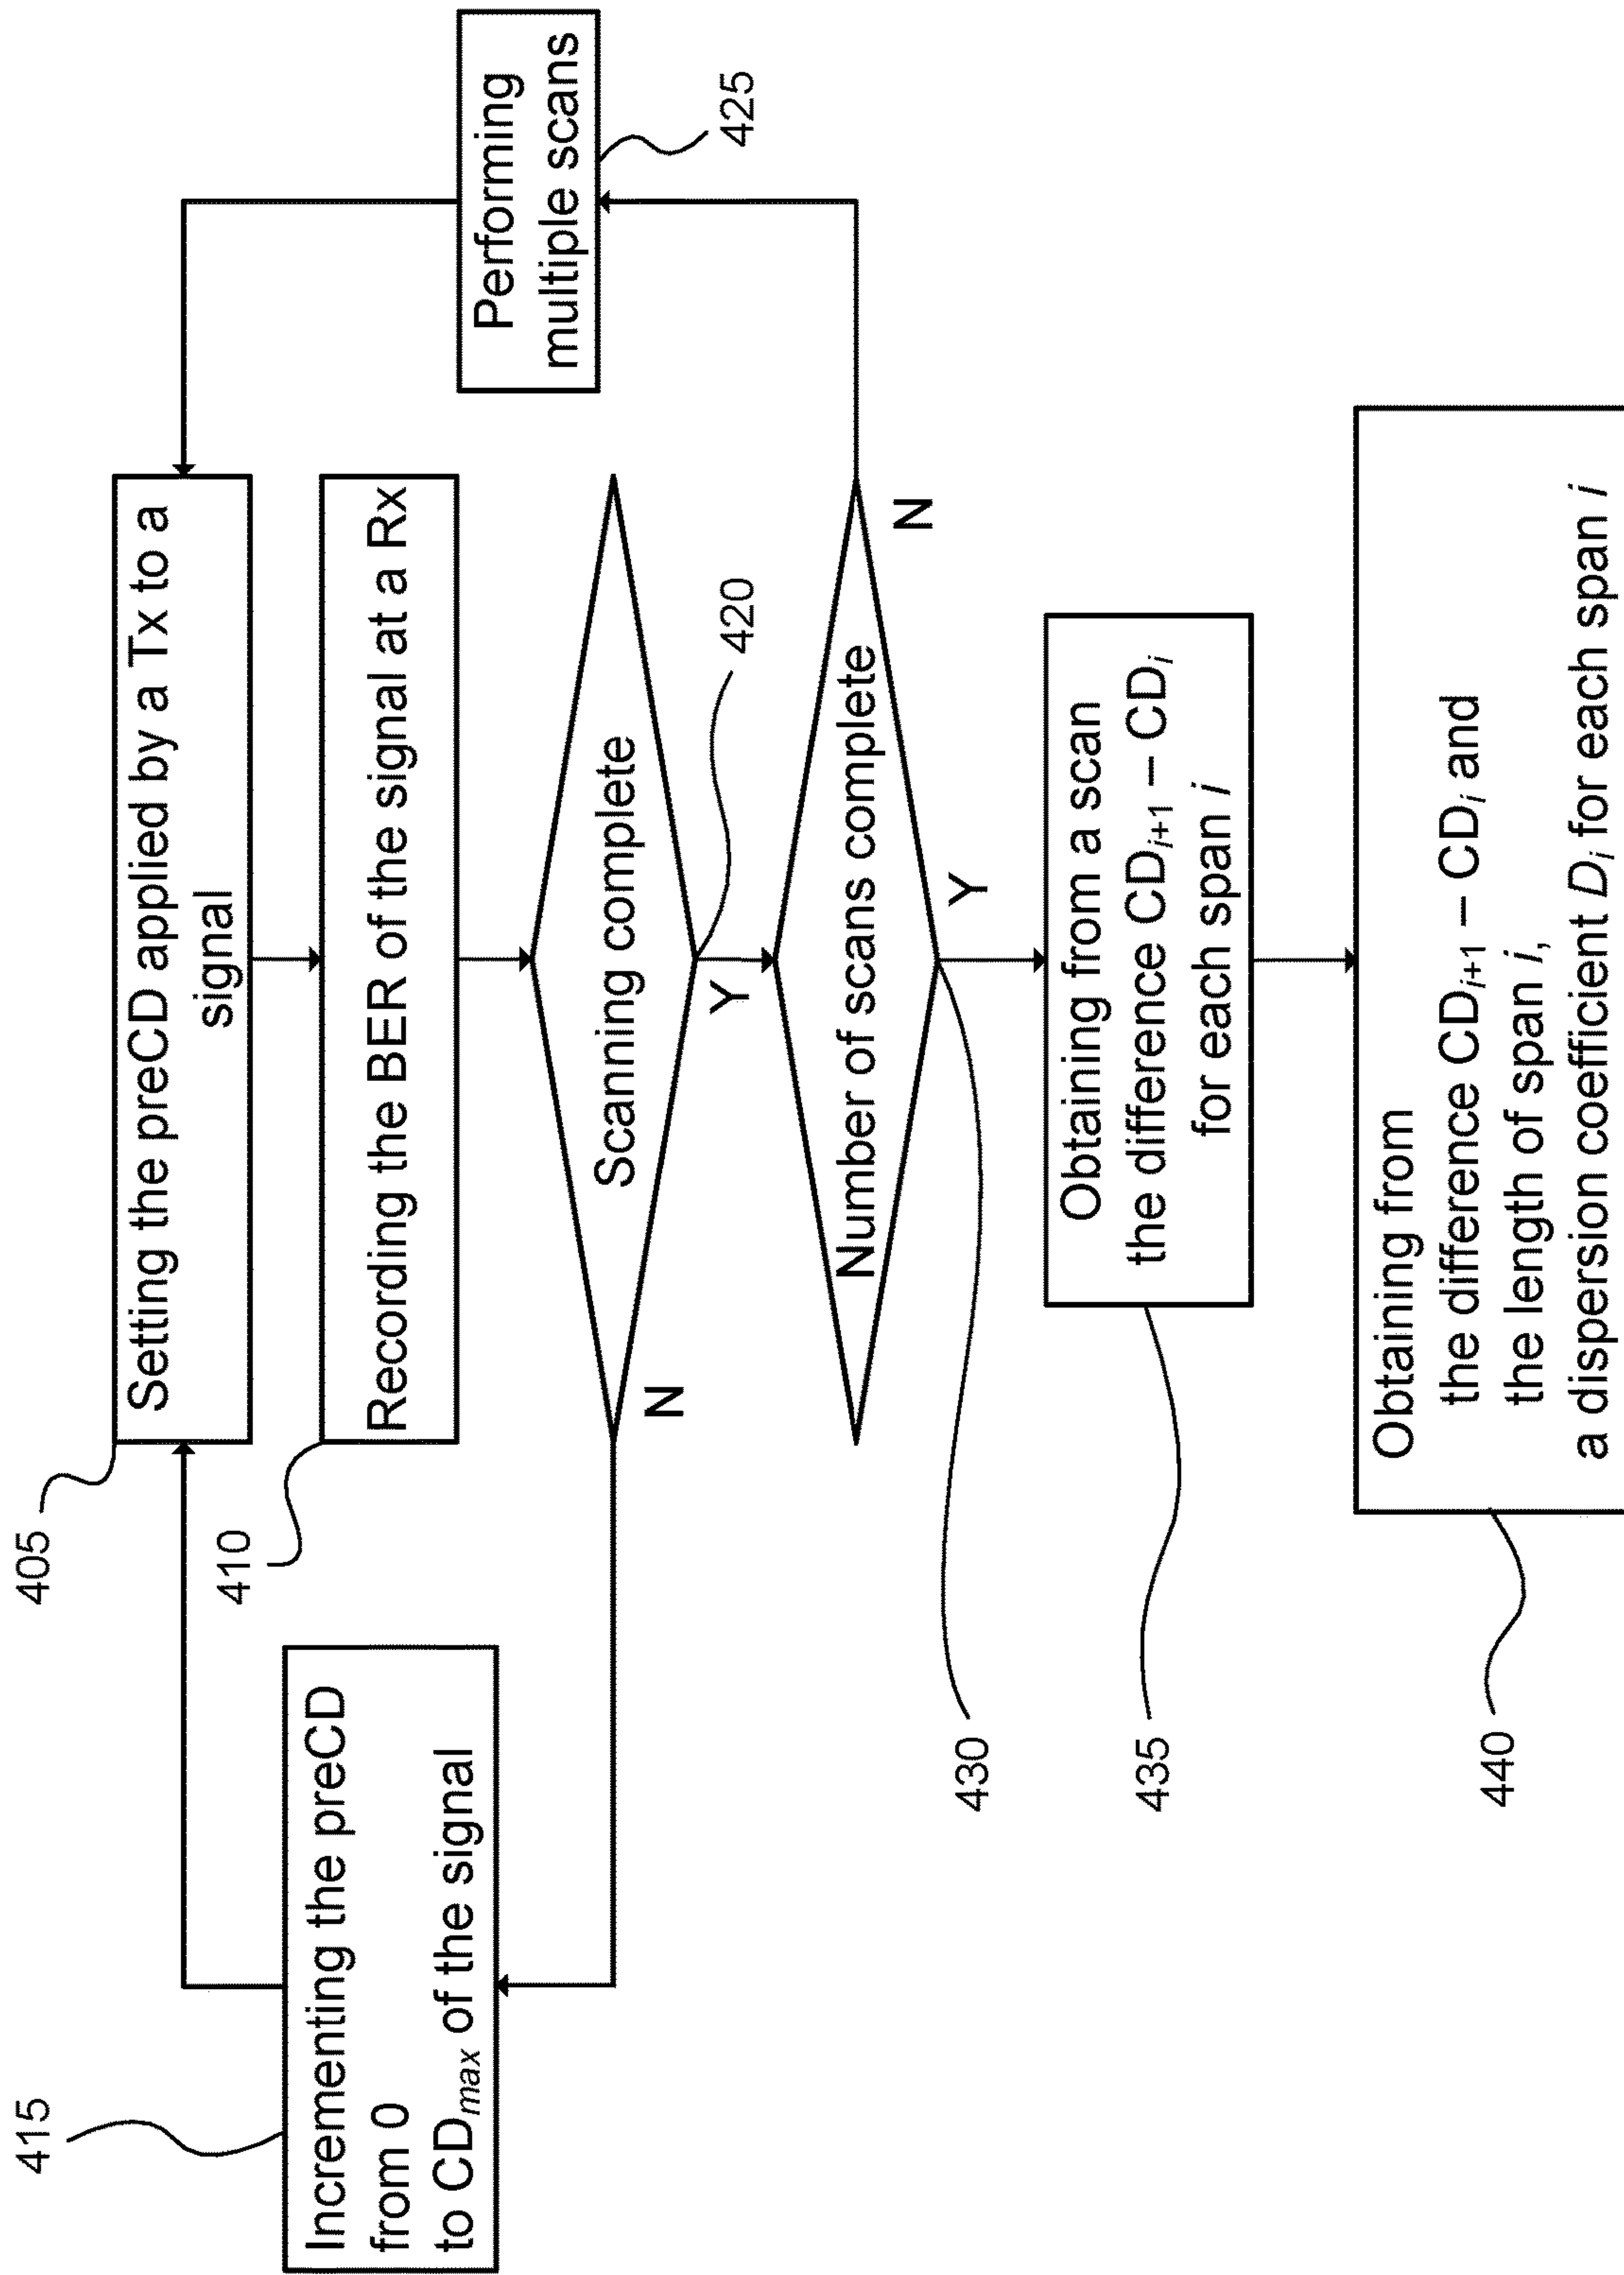 405
Setting the preCD applied by a Tx to a
signal
410
Recording the BER of the signal at a Rx
415
Incrementing the preCD
from 0
to CDmax of the signal
Performing
multiple scans
425
Scanning complete
N
Y
420
Number of scans complete
N
Y
430
Obtaining from a scan
the difference CDi+1 – CDi
for each span i
435
Obtaining from
the difference CDi+1 – CDi and
the length of span i,
a dispersion coefficient Di for each span i
440